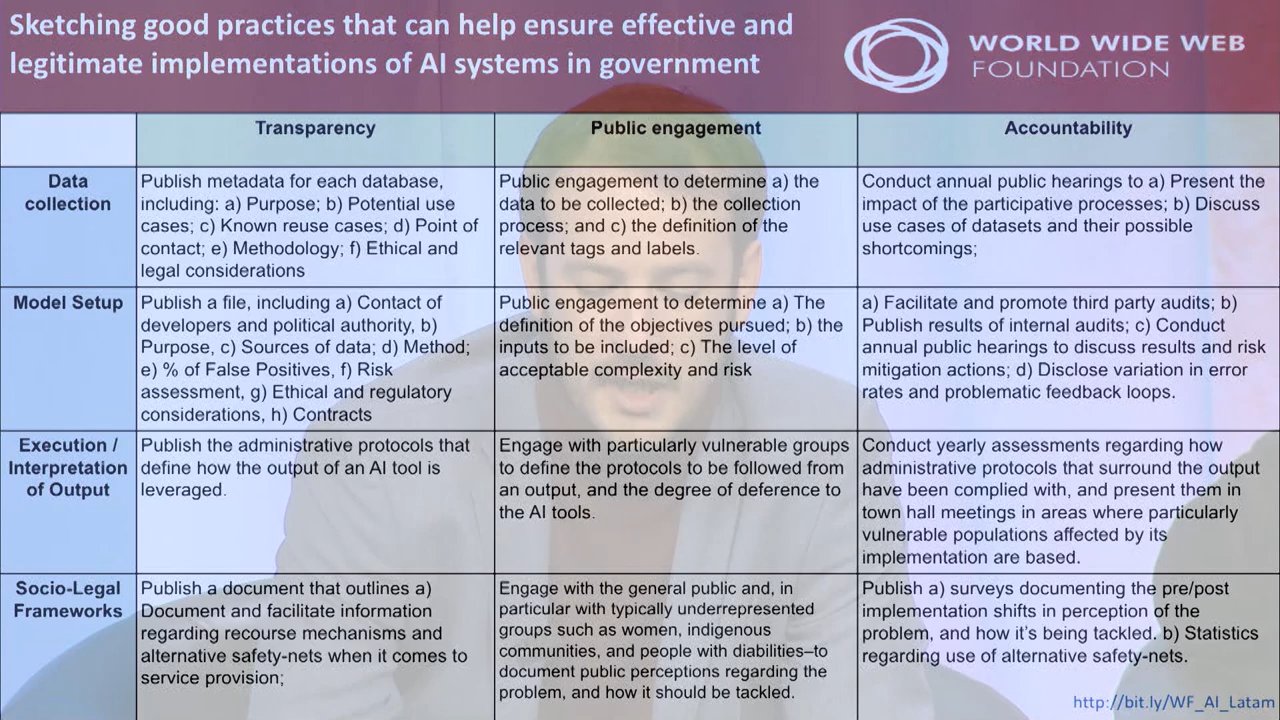 Sketching good practices that can help ensure effective and
legitimate implementations of AI systems in government
WORLD WIDE WEB
FOUNDATION
Transparency
Public engagement
Accountability
Data
collection
Publish metadata for each database,
including: a) Purpose; b) Potential use
cases; c) Known reuse cases; d) Point of
contact; e) Methodology; f) Ethical and
legal considerations
Public engagement to determine a) the
data to be collected; b) the collection
process; and c) the definition of the
relevant tags and labels.
Conduct annual public hearings to a) Present the
impact of the participative processes; b) Discuss
use cases of datasets and their possible
shortcomings;
Model Setup
Publish a file, including a) Contact of
developers and political authority, b)
Purpose, c) Sources of data; d) Method;
e) % of False Positives, f) Risk
assessment, g) Ethical and regulatory
considerations, h) Contracts
Public engagement to determine a) The
definition of the objectives pursued; b) the
inputs to be included; c) The level of
acceptable complexity and risk
a) Facilitate and promote third party audits; b)
Publish results of internal audits; c) Conduct
annual public hearings to discuss results and risk
mitigation actions; d) Disclose variation in error
rates and problematic feedback loops.
Execution /
Interpretation
of Output
Publish the administrative protocols that
define how the output of an AI tool is
leveraged.
Engage with particularly vulnerable groups
to define the protocols to be followed from
an output, and the degree of deference to
the AI tools.
Conduct yearly assessments regarding how
administrative protocols that surround the output
have been complied with, and present them in
town hall meetings in areas where particularly
vulnerable populations affected by its
implementation are based.
Socio-Legal
Frameworks
Publish a document that outlines a)
Document and facilitate information
regarding recourse mechanisms and
alternative safety-nets when it comes to
service provision;
Engage with the general public and, in
particular with typically underrepresented
groups such as women, indigenous
communities, and people with diabilities–to
document public perceptions regarding the
problem, and how it should be tackled.
Publish a) surveys documenting the pre/post
implementation shifts in perception of the
problem, and how it's being tackled. b) Statistics
regarding use of alternative safety-nets.
http://bit.ly/WF_AI_Latam